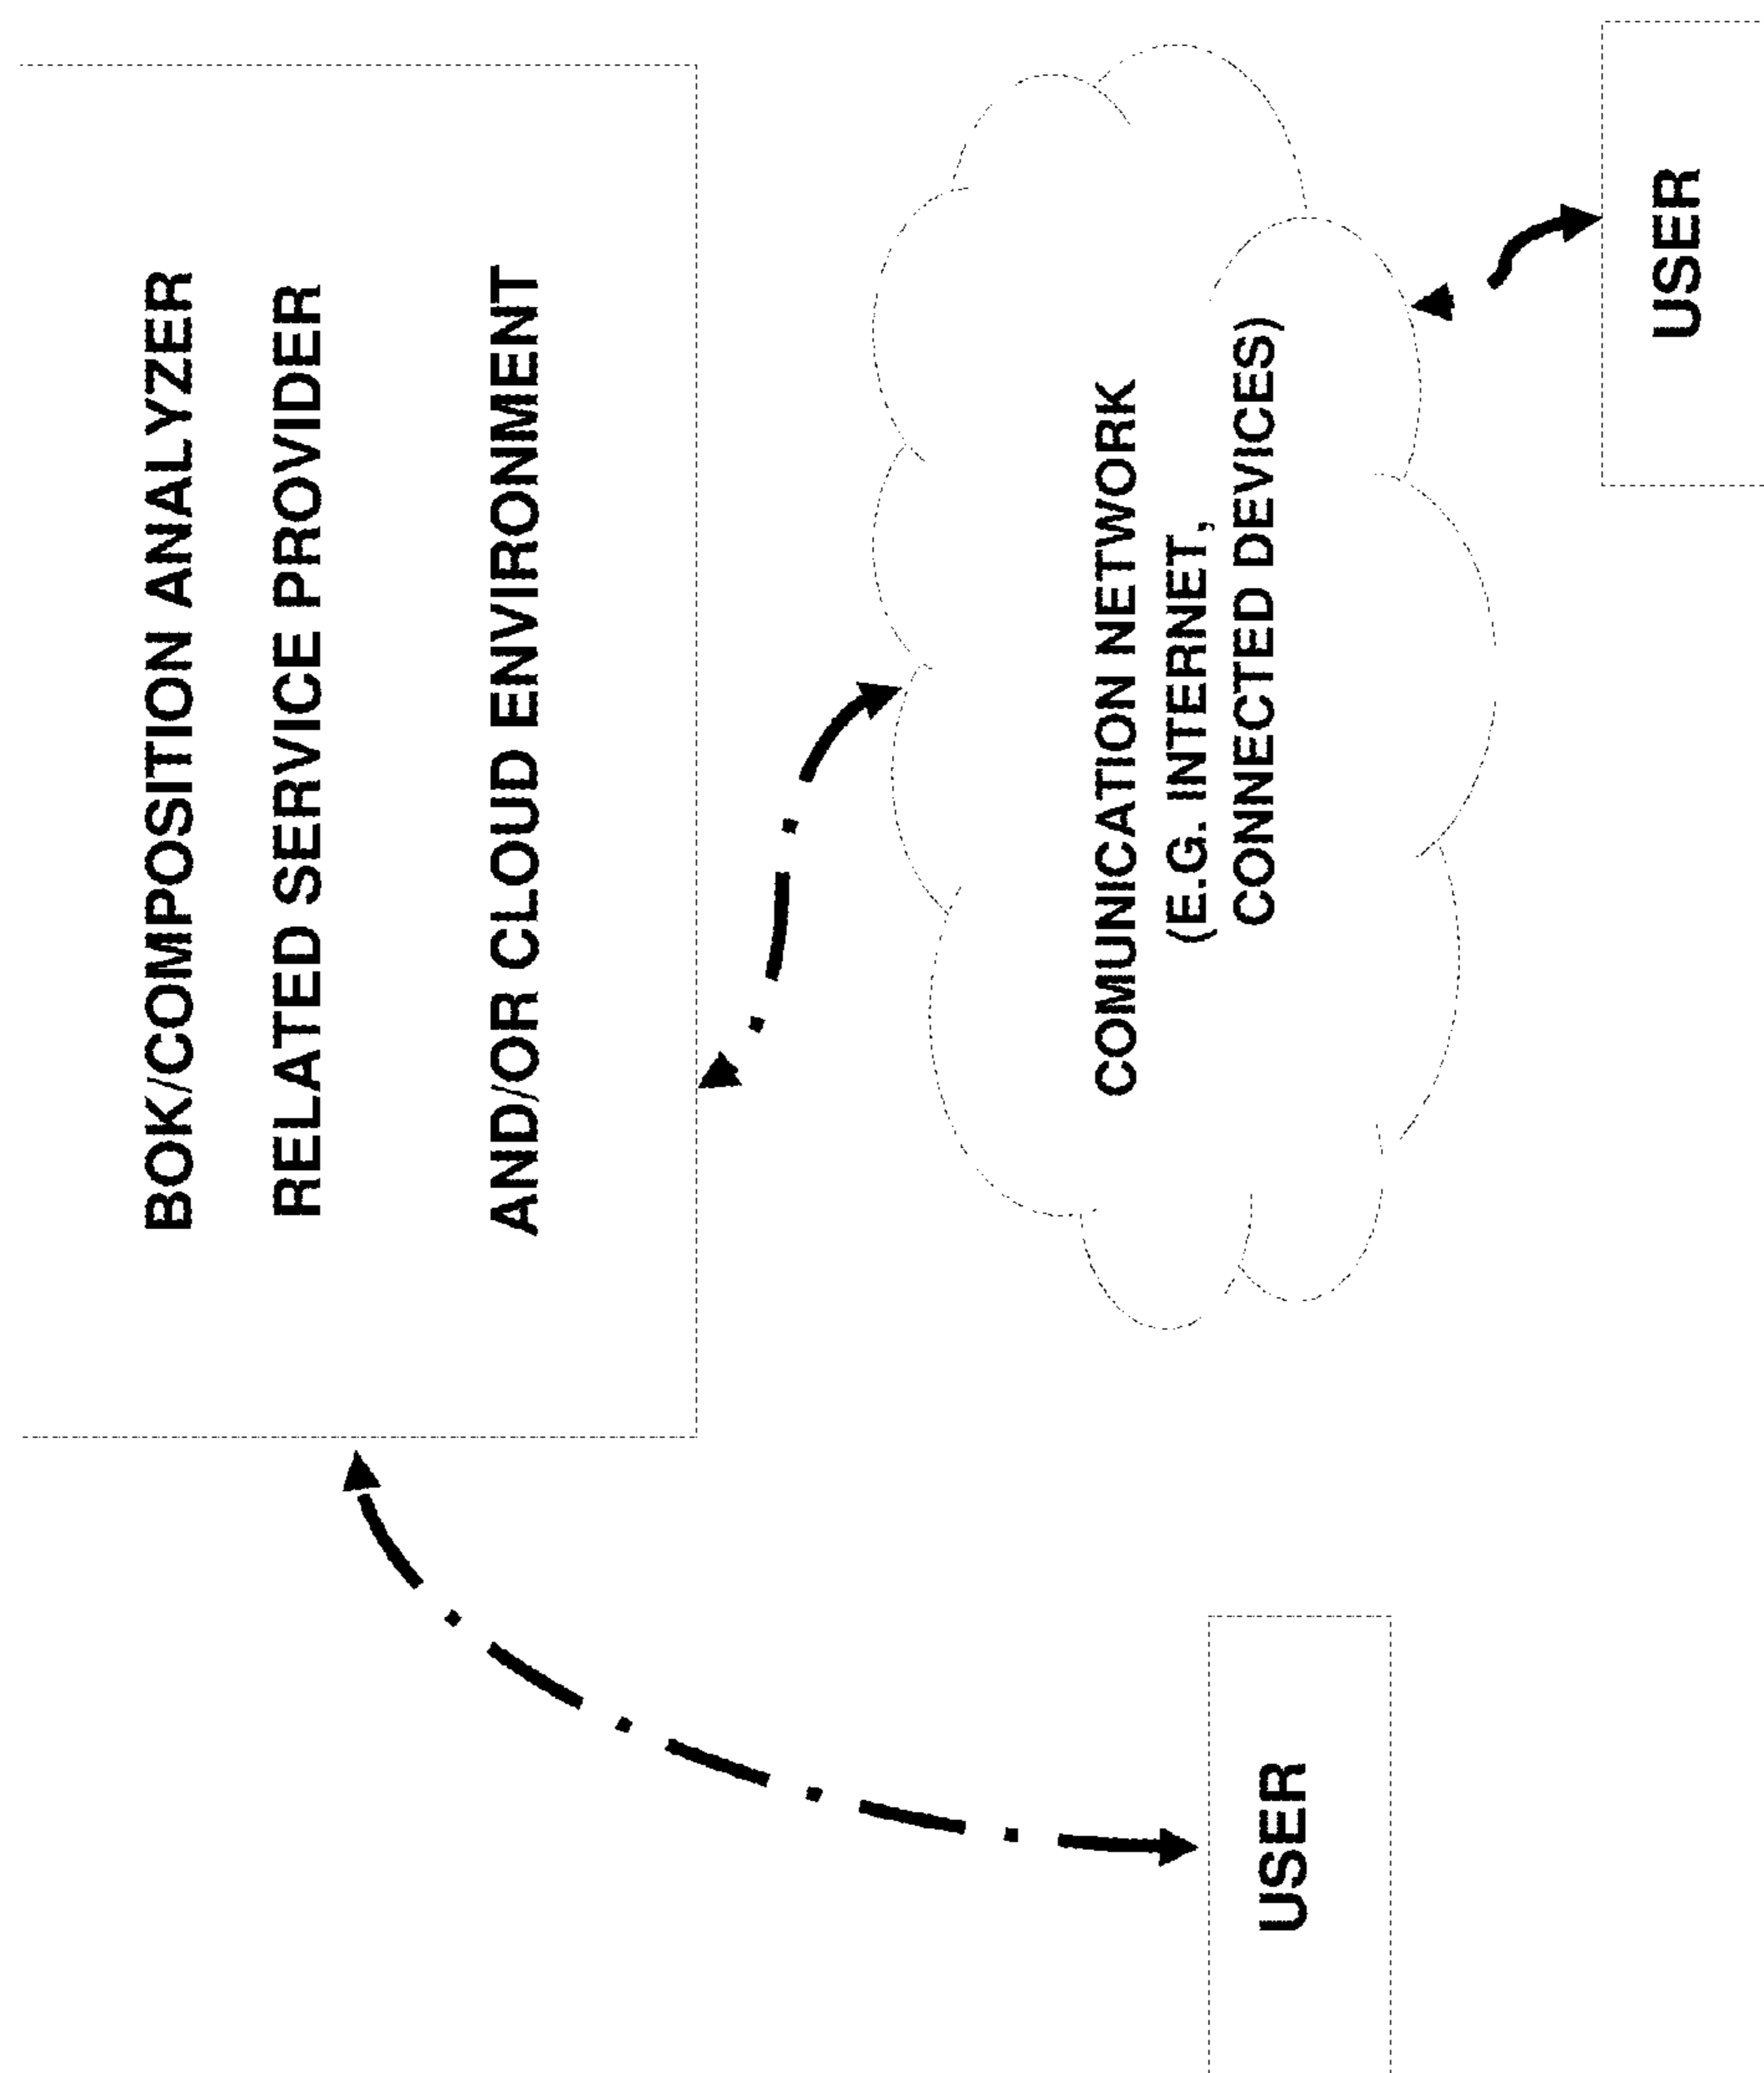 BOK/COMPOSITION ANALYZER
RELATED SERVICE PROVIDER
AND/OR CLOUD ENVIRONMENT
COMUNICATION NETWORK
(E.G. INTERNET,
CONNECTED DEVICES)
USER
USER